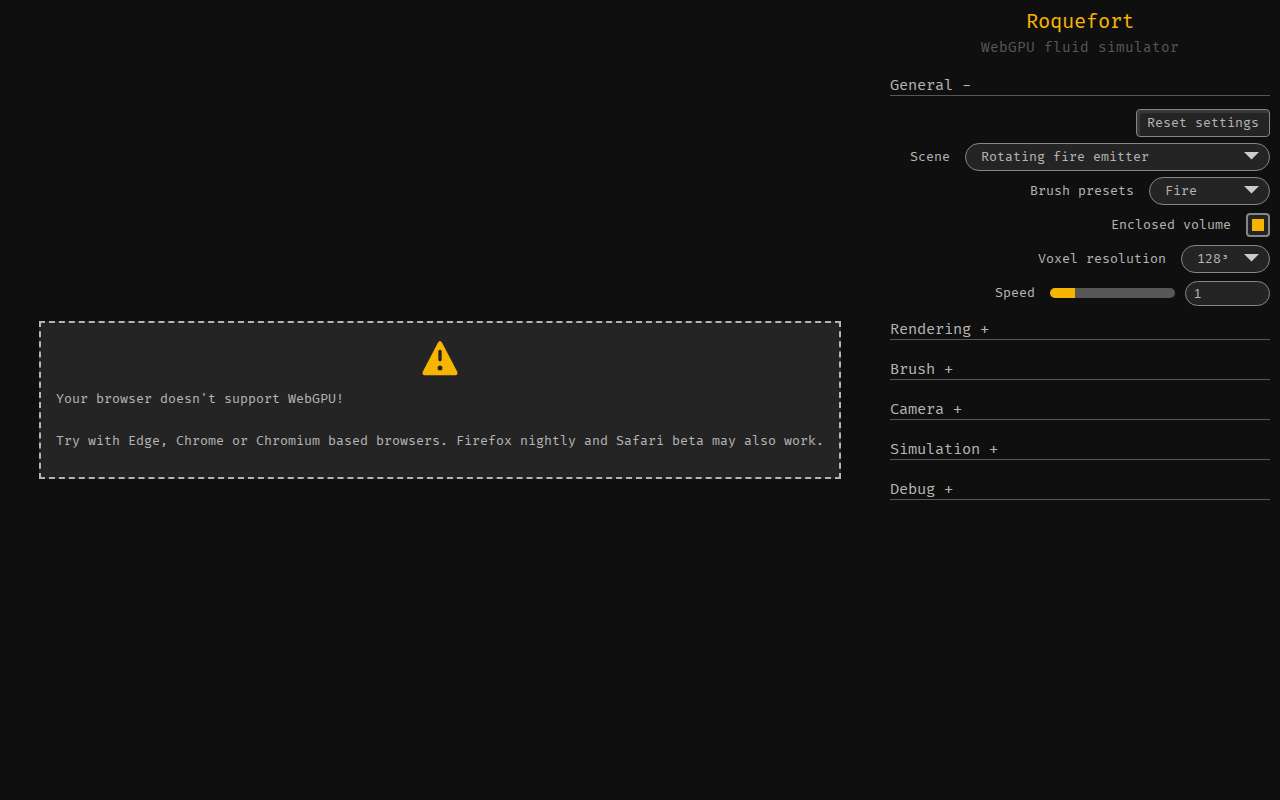 Roquefort
WebGPU fluid simulator
General −
Reset settings
Scene Rotating fire emitter
Brush presets Fire
Enclosed volume
Voxel resolution 128³
Speed 1
Rendering +
Your browser doesn't support WebGPU!
Try with Edge, Chrome or Chromium based browsers. Firefox nightly and Safari beta may also work.
Brush +
Camera +
Simulation +
Debug +